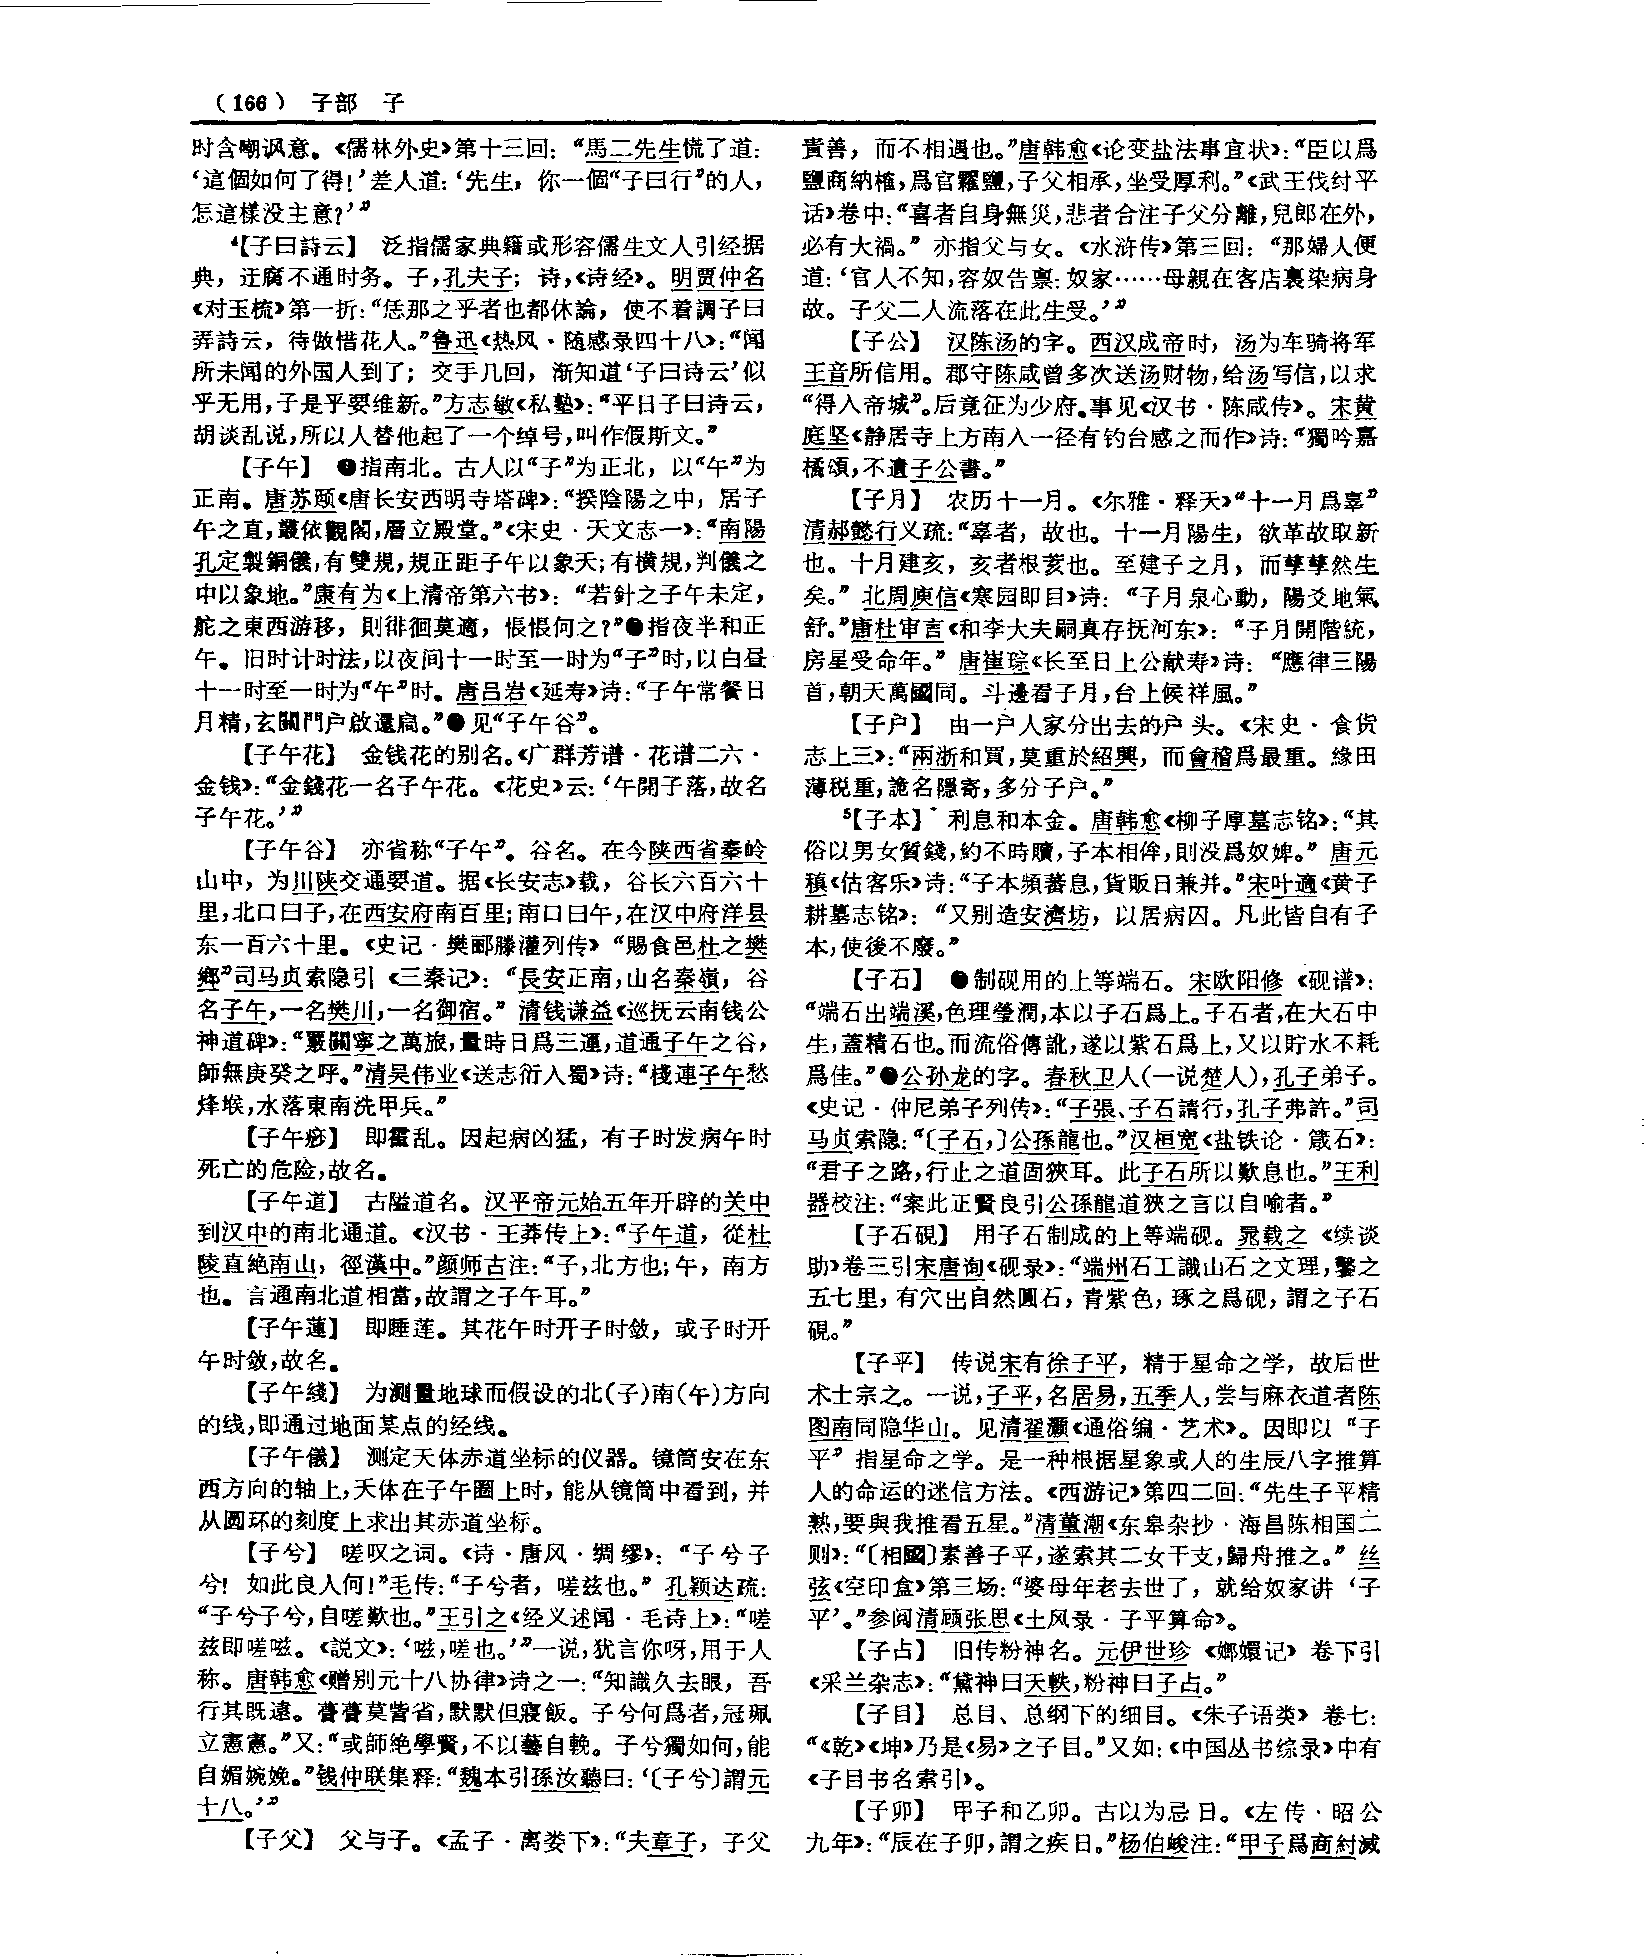 （166） 子部 子
时含嘲讽意。《儒林外史》第十三回：“馬二先生慌了道：
‘這個如何了得！’差人道：‘先生，你一個“子曰行”的人，
怎這樣没主意？’”
4【子曰詩云】 泛指儒家典籍或形容儒生文人引经据
典，迂腐不通时务。子，孔夫子；诗，《诗经》。明贾仲名
《对玉梳》第一折：“恁那之乎者也都休論，使不着調子曰
弄詩云，待做惜花人。”鲁迅《热风·随感录四十八》：“闻
所未闻的外国人到了；交手几回，渐知道‘子曰诗云’似
乎无用，于是乎要维新。”方志敏《私塾》：“平日子曰诗云，
胡谈乱说，所以人替他起了一个绰号，叫作假斯文。”
【子午】 ❶指南北。古人以“子”为正北，以“午”为
正南。唐苏颋《唐长安西明寺塔碑》：“揆陰陽之中，居子
午之直，叢依觀閣，層立殿堂。”《宋史·天文志一》：“南陽
孔定製銅儀，有雙規，規正距子午以象天；有横規，判儀之
中以象地。”康有为《上清帝第六书》：“若針之子午未定，
舵之東西游移，則徘徊莫適，悵悵何之？”❷指夜半和正
午。旧时计时法，以夜间十一时至一时为“子”时，以白昼
十一时至一时为“午”时。唐吕岩《延寿》诗：“子午常餐日
月精，玄關門户啟還扃。”❸见“子午谷”。
【子午花】 金钱花的别名。《广群芳谱·花谱二六·
金钱》：“金錢花一名子午花。《花史》云：‘午開子落，故名
子午花。’”
【子午谷】 亦省称“子午”。谷名。在今陕西省秦岭
山中，为川陕交通要道。据《长安志》载，谷长六百六十
里，北口曰子，在西安府南百里；南口曰午，在汉中府洋县
东一百六十里。《史记·樊郦滕灌列传》“賜食邑杜之樊
鄉”司马贞索隐引《三秦记》：“長安正南，山名秦嶺，谷
名子午，一名樊川，一名御宿。”清钱谦益《巡抚云南钱公
神道碑》：“嚴關寧之萬旅，量時日爲三運，道通子午之谷，
師無庚癸之呼。”清吴伟业《送志衍入蜀》诗：“棧連子午愁
烽堠，水落東南洗甲兵。”
【子午痧】 即霍乱。因起病凶猛，有子时发病午时
死亡的危险，故名。
【子午道】 古隘道名。汉平帝元始五年开辟的关中
到汉中的南北通道。《汉书·王莽传上》：“子午道，從杜
陵直絶南山，徑漢中。”颜师古注：“子，北方也；午，南方
也。言通南北道相當，故謂之子午耳。”
【子午蓮】 即睡莲。其花午时开子时敛，或子时开
午时敛，故名。
【子午綫】 为测量地球而假设的北（子）南（午）方向
的线，即通过地面某点的经线。
【子午儀】 测定天体赤道坐标的仪器。镜筒安在东
西方向的轴上，天体在子午圈上时，能从镜筒中看到，并
从圆环的刻度上求出其赤道坐标。
【子兮】 嗟叹之词。《诗·唐风·绸缪》：“子兮子
兮！如此良人何！”毛传：“子兮者，嗟兹也。”孔颖达疏：
“子兮子兮，自嗟歎也。”王引之《经义述闻·毛诗上》：“嗟
兹即嗟嗞。《説文》：‘嗞，嗟也。’”一说，犹言你呀，用于人
称。唐韩愈《赠别元十八协律》诗之一：“知識久去眼，吾
行其既遠。瞢瞢莫訾省，默默但寢飯。子兮何爲者，冠珮
立憲憲。”又：“或師絶學賢，不以藝自輓。子兮獨如何，能
自媚婉娩。”钱仲联集释：“魏本引孫汝聽曰：‘〔子兮〕謂元
十八。’”
【子父】 父与子。《孟子·离娄下》：“夫章子，子父
責善，而不相遇也。”唐韩愈《论变盐法事宜状》：“臣以爲
鹽商納榷，爲官糶鹽，子父相承，坐受厚利。”《武王伐纣平
话》卷中：“喜者自身無災，悲者合注子父分離，兒郎在外，
必有大禍。”亦指父与女。《水浒传》第三回：“那婦人便
道：‘官人不知，容奴告禀：奴家……母親在客店裏染病身
故。子父二人流落在此生受。’”
【子公】 汉陈汤的字。西汉成帝时，汤为车骑将军
王音所信用。郡守陈咸曾多次送汤财物，给汤写信，以求
“得入帝城”。后竟征为少府。事见《汉书·陈咸传》。宋黄
庭坚《静居寺上方南入一径有钓台感之而作》诗：“獨吟嘉
橘頌，不遺子公書。”
【子月】 农历十一月。《尔雅·释天》“十一月爲辜”
清郝懿行义疏：“辜者，故也。十一月陽生，欲革故取新
也。十月建亥，亥者根荄也。至建子之月，而孳孳然生
矣。”北周庾信《寒园即目》诗：“子月泉心動，陽爻地氣
舒。”唐杜审言《和李大夫嗣真存抚河东》：“子月開階統，
房星受命年。”唐崔琮《长至日上公献寿》诗：“應律三陽
首，朝天萬國同。斗邊看子月，台上候祥風。”
【子户】 由一户人家分出去的户头。《宋史·食货
志上三》：“兩浙和買，莫重於紹興，而會稽爲最重。緣田
薄税重，詭名隱寄，多分子户。”
5【子本】 利息和本金。唐韩愈《柳子厚墓志铭》：“其
俗以男女質錢，約不時贖，子本相侔，則没爲奴婢。”唐元
稹《估客乐》诗：“子本頻蕃息，貨販日兼并。”宋叶適《黄子
耕墓志铭》：“又别造安濟坊，以居病囚。凡此皆自有子
本，使後不廢。”
【子石】 ❶制砚用的上等端石。宋欧阳修《砚谱》：
“端石出端溪，色理瑩潤，本以子石爲上。子石者，在大石中
生，蓋精石也。而流俗傳訛，遂以紫石爲上，又以貯水不耗
爲佳。”❷公孙龙的字。春秋卫人（一说楚人），孔子弟子。
《史记·仲尼弟子列传》：“子張、子石請行，孔子弗許。”司
马贞索隐：“〔子石，〕公孫龍也。”汉桓宽《盐铁论·箴石》：
“君子之路，行止之道固狹耳。此子石所以歎息也。”王利
器校注：“案此正賢良引公孫龍道狹之言以自喻者。”
【子石硯】 用子石制成的上等端砚。晁载之《续谈
助》卷三引宋唐询《砚录》：“端州石工識山石之文理，鑿之
五七里，有穴出自然圓石，青紫色，琢之爲硯，謂之子石
硯。”
【子平】 传说宋有徐子平，精于星命之学，故后世
术士宗之。一说，子平，名居易，五季人，尝与麻衣道者陈
图南同隐华山。见清翟灏《通俗编·艺术》。因即以“子
平”指星命之学。是一种根据星象或人的生辰八字推算
人的命运的迷信方法。《西游记》第四二回：“先生子平精
熟，要與我推看五星。”清董潮《东皋杂抄·海昌陈相国二
则》：“〔相國〕素善子平，遂索其二女干支，歸舟推之。”丝
弦《空印盒》第三场：“婆母年老去世了，就给奴家讲‘子
平’。”参阅清顾张思《土风录·子平算命》。
【子占】 旧传粉神名。元伊世珍《嫏嬛记》卷下引
《采兰杂志》：“黛神曰天軼，粉神曰子占。”
【子目】 总目、总纲下的细目。《朱子语类》卷七：
“《乾》《坤》乃是《易》之子目。”又如：《中国丛书综录》中有
《子目书名索引》。
【子卯】 甲子和乙卯。古以为忌日。《左传·昭公
九年》：“辰在子卯，謂之疾日。”杨伯峻注：“甲子爲商紂滅